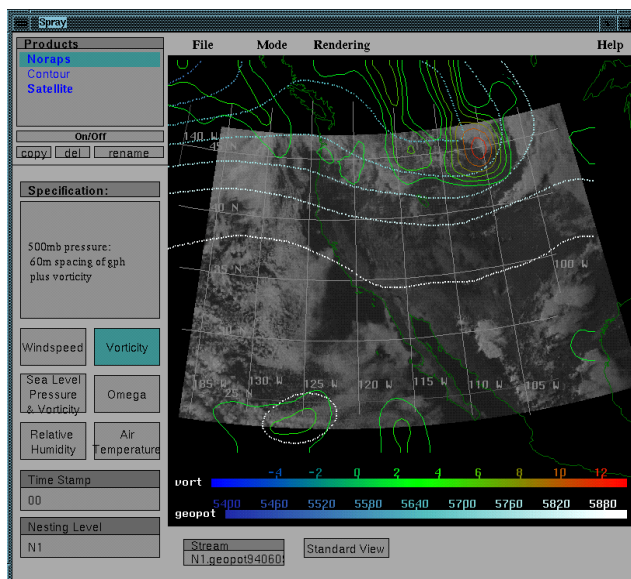 Spray
Products
Noraps
Contour
Satellite
On/Off
copy del rename
File Mode Rendering Help
Specification:
500mb pressure:
60m spacing of gph
plus vorticity
Windspeed Vorticity
Sea Level
Pressure
& Vorticity
Omega
Relative
Humidity
Air
Temperature
Time Stamp
00
Nesting Level
N1
140 W
100 W
135 W 130 W 125 W 120 W 115 W 110 W 105 W
-4 -2 0 2 4 6 8 10 12
vort
5400 5460 5520 5580 5640 5700 5760 5820 5880
geopot
Stream
N1.geopot94060
Standard View